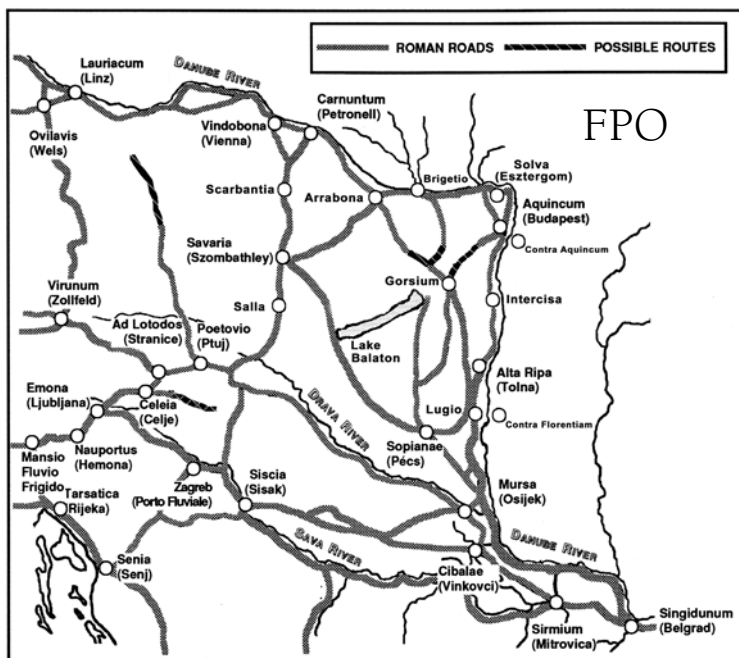 ROMAN ROADS
POSSIBLE ROUTES
FPO
Lauriacum
(Linz)
DANUBE RIVER
Carnuntum
(Petronell)
Ovilavis
(Wels)
Vindobona
(Vienna)
Solva
(Esztergom)
Brigetio
Scarbantia
Arrabona
Aquincum
(Budapest)
Contra Aquincum
Savaria
(Szombathley)
Gorsium
Virunum
(Zollfeld)
Salla
Intercisa
Ad Lotodos
(Stranice)
Poetovio
(Ptuj)
Lake
Balaton
Alta Ripa
(Tolna)
Emona
(Ljubljana)
Celeia
(Celje)
DRAVA RIVER
Lugio
Contra Florentiam
Nauportus
(Hemona)
Sopianae
(Pécs)
Mansio
Fluvio
Frigido
Zagreb
(Porto Fluviale)
Siscia
(Sisak)
Mursa
(Osijek)
Tarsatica
(Rijeka)
SAVA RIVER
DANUBE RIVER
Senia
(Senj)
Cibalae
(Vinkovci)
Sirmium
(Mitrovica)
Singidunum
(Belgrad)